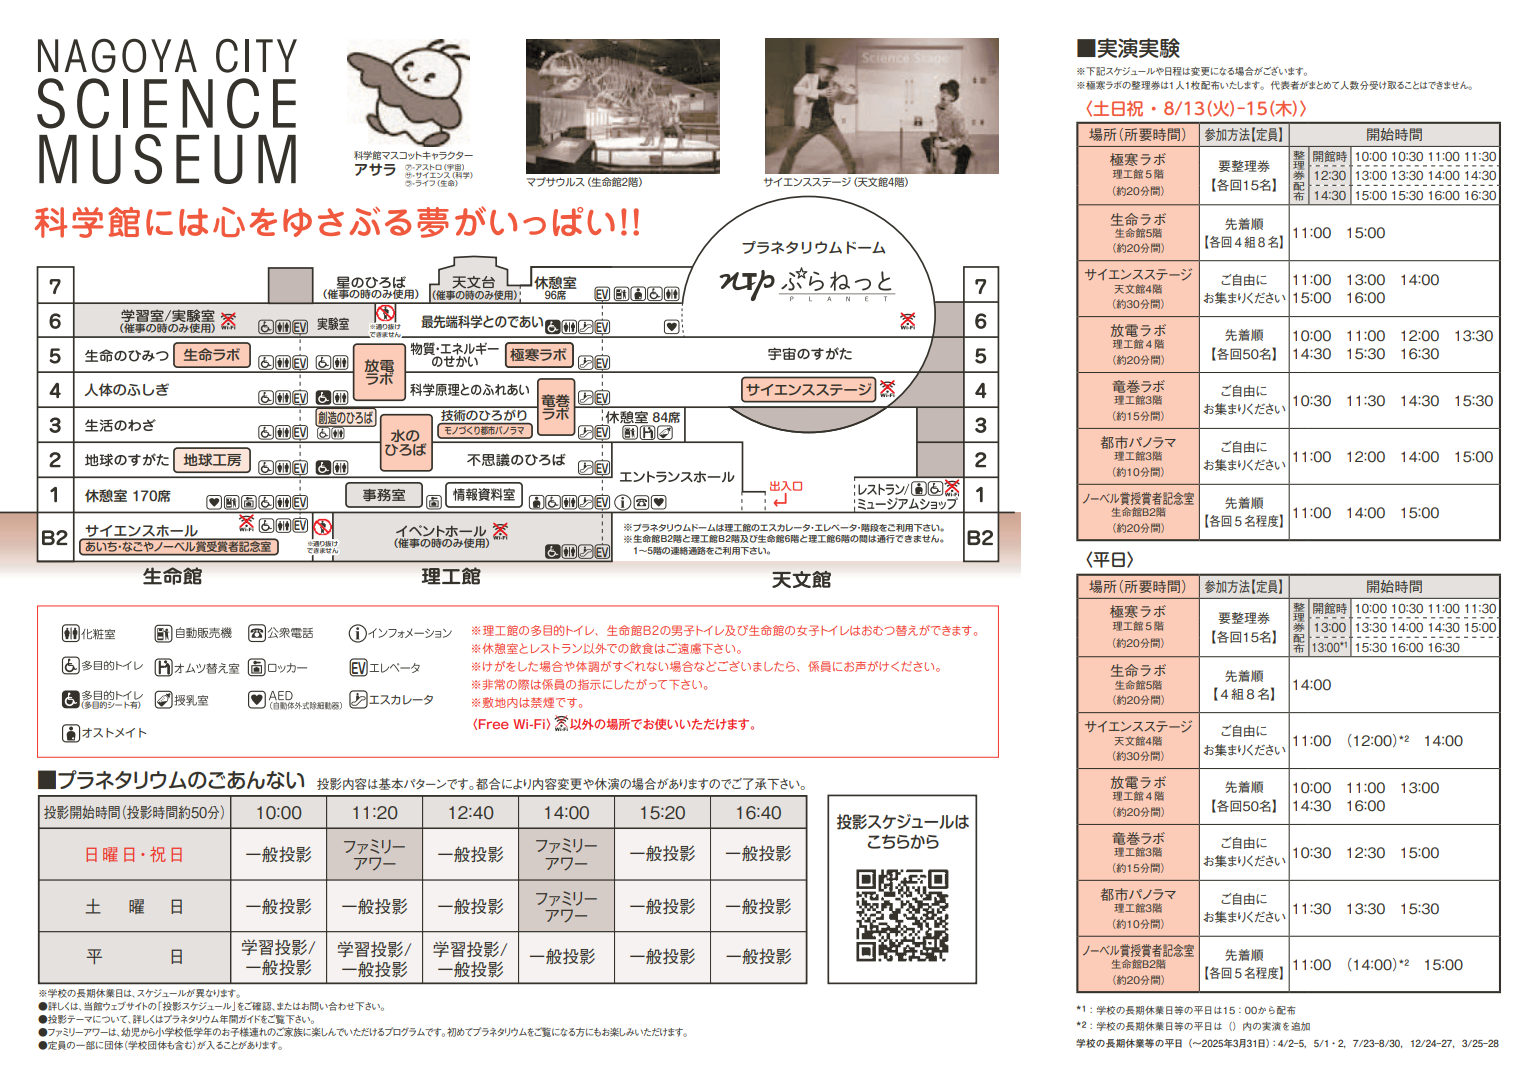 NAGOYA CITY
SCIENCE
MUSEUM
科学館マスコットキャラクター
アサラ
㋐-アストロ(宇宙)
㋚-サイエンス(科学)
㋶-ライフ(生命)
マプサウルス(生命館2階)
Science Stage
サイエンスステージ(天文館4階)
科学館には心をゆさぶる夢がいっぱい!!
プラネタリウムドーム
NTPぷらねっと
PLANET
7
星のひろば
(催事の時のみ使用)
天文台
(催事の時のみ使用)
休憩室
96席
EV
7
6
学習室/実験室
(催事の時のみ使用)
Wi-Fi
EV
実験室
※通り抜け
できません
最先端科学とのであい
EV
Wi-Fi
6
5
生命のひみつ
生命ラボ
EV
放電
ラボ
物質・エネルギー
のせかい
極寒ラボ
EV
宇宙のすがた
5
4
人体のふしぎ
EV
科学原理とのふれあい
竜巻
ラボ
EV
サイエンスステージ
Wi-Fi
4
3
生活のわざ
EV
創造のひろば
水の
ひろば
技術のひろがり
モノづくり都市パノラマ
EV
休憩室 84席
3
2
地球のすがた
地球工房
EV
不思議のひろば
EV
エントランスホール
2
1
休憩室 170席
EV
事務室
情報資料室
EV
出入口
レストラン/
ミュージアムショップ
Wi-Fi
1
B2
サイエンスホール
Wi-Fi
EV
あいち・なごやノーベル賞受賞者記念室
※通り抜け
できません
イベントホール
(催事の時のみ使用)
Wi-Fi
EV
※プラネタリウムドームは理工館のエスカレータ・エレベータ・階段をご利用下さい。
※生命館B2階と理工館B2階及び生命館6階と理工館6階の間は通行できません。
1〜5階の連絡通路をご利用下さい。
B2
生命館
理工館
天文館
化粧室
自動販売機
公衆電話
インフォメーション
多目的トイレ
オムツ替え室
ロッカー
EV エレベータ
多目的トイレ
(多目的シート有)
授乳室
AED
(自動体外式除細動器)
エスカレータ
オストメイト
※理工館の多目的トイレ、生命館B2の男子トイレ及び生命館の女子トイレはおむつ替えができます。
※休憩室とレストラン以外での飲食はご遠慮下さい。
※けがをした場合や体調がすぐれない場合などございましたら、係員にお声がけください。
※非常の際は係員の指示にしたがって下さい。
※敷地内は禁煙です。
〈Free Wi-Fi〉Wi-Fi以外の場所でお使いいただけます。
■プラネタリウムのごあんない 投影内容は基本パターンです。都合により内容変更や休演の場合がありますのでご了承下さい。
投影開始時間(投影時間約50分) 10:00 11:20 12:40 14:00 15:20 16:40
日曜日・祝日 一般投影 ファミリーアワー 一般投影 ファミリーアワー 一般投影 一般投影
土曜日 一般投影 一般投影 一般投影 ファミリーアワー 一般投影 一般投影
平日 学習投影/一般投影 学習投影/一般投影 学習投影/一般投影 一般投影 一般投影 一般投影
※学校の長期休業日は、スケジュールが異なります。
●詳しくは、当館ウェブサイトの「投影スケジュール」をご確認、またはお問い合わせ下さい。
●投影テーマについて、詳しくはプラネタリウム年間ガイドをご覧下さい。
●ファミリーアワーは、幼児から小学校低学年のお子様連れのご家族に楽しんでいただけるプログラムです。初めてプラネタリウムをご覧になる方にもお楽しみいただけます。
●定員の一部に団体(学校団体も含む)が入ることがあります。
投影スケジュールは
こちらから
■実演実験
※下記スケジュールや日程は変更になる場合がございます。
※極寒ラボの整理券は1人1枚配布いたします。代表者がまとめて人数分受け取ることはできません。
〈土日祝・8/13(火)-15(木)〉
場所(所要時間) 参加方法【定員】 開始時間
極寒ラボ
理工館5階
(約20分間)
要整理券
【各回15名】
整理券配布
開館時 10:00 10:30 11:00 11:30
12:30 13:00 13:30 14:00 14:30
14:30 15:00 15:30 16:00 16:30
生命ラボ
生命館5階
(約20分間)
先着順
【各回4組8名】
11:00 15:00
サイエンスステージ
天文館4階
(約30分間)
ご自由に
お集まりください
11:00 13:00 14:00
15:00 16:00
放電ラボ
理工館4階
(約20分間)
先着順
【各回50名】
10:00 11:00 12:00 13:30
14:30 15:30 16:30
竜巻ラボ
理工館3階
(約15分間)
ご自由に
お集まりください
10:30 11:30 14:30 15:30
都市パノラマ
理工館3階
(約10分間)
ご自由に
お集まりください
11:00 12:00 14:00 15:00
ノーベル賞授賞者記念室
生命館B2階
(約20分間)
先着順
【各回5名程度】
11:00 14:00 15:00
〈平日〉
場所(所要時間) 参加方法【定員】 開始時間
極寒ラボ
理工館5階
(約20分間)
要整理券
【各回15名】
整理券配布
開館時 10:00 10:30 11:00 11:30
13:00 13:30 14:00 14:30 15:00
13:00*1 15:30 16:00 16:30
生命ラボ
生命館5階
(約20分間)
先着順
【4組8名】
14:00
サイエンスステージ
天文館4階
(約30分間)
ご自由に
お集まりください
11:00 (12:00)*2 14:00
放電ラボ
理工館4階
(約20分間)
先着順
【各回50名】
10:00 11:00 13:00
14:30 16:00
竜巻ラボ
理工館3階
(約15分間)
ご自由に
お集まりください
10:30 12:30 15:00
都市パノラマ
理工館3階
(約10分間)
ご自由に
お集まりください
11:30 13:30 15:30
ノーベル賞授賞者記念室
生命館B2階
(約20分間)
先着順
【各回5名程度】
11:00 (14:00)*2 15:00
*1：学校の長期休業日等の平日は15：00から配布
*2：学校の長期休業日等の平日は（）内の実演を追加
学校の長期休業等の平日（〜2025年3月31日）：4/2-5, 5/1・2, 7/23-8/30, 12/24-27, 3/25-28